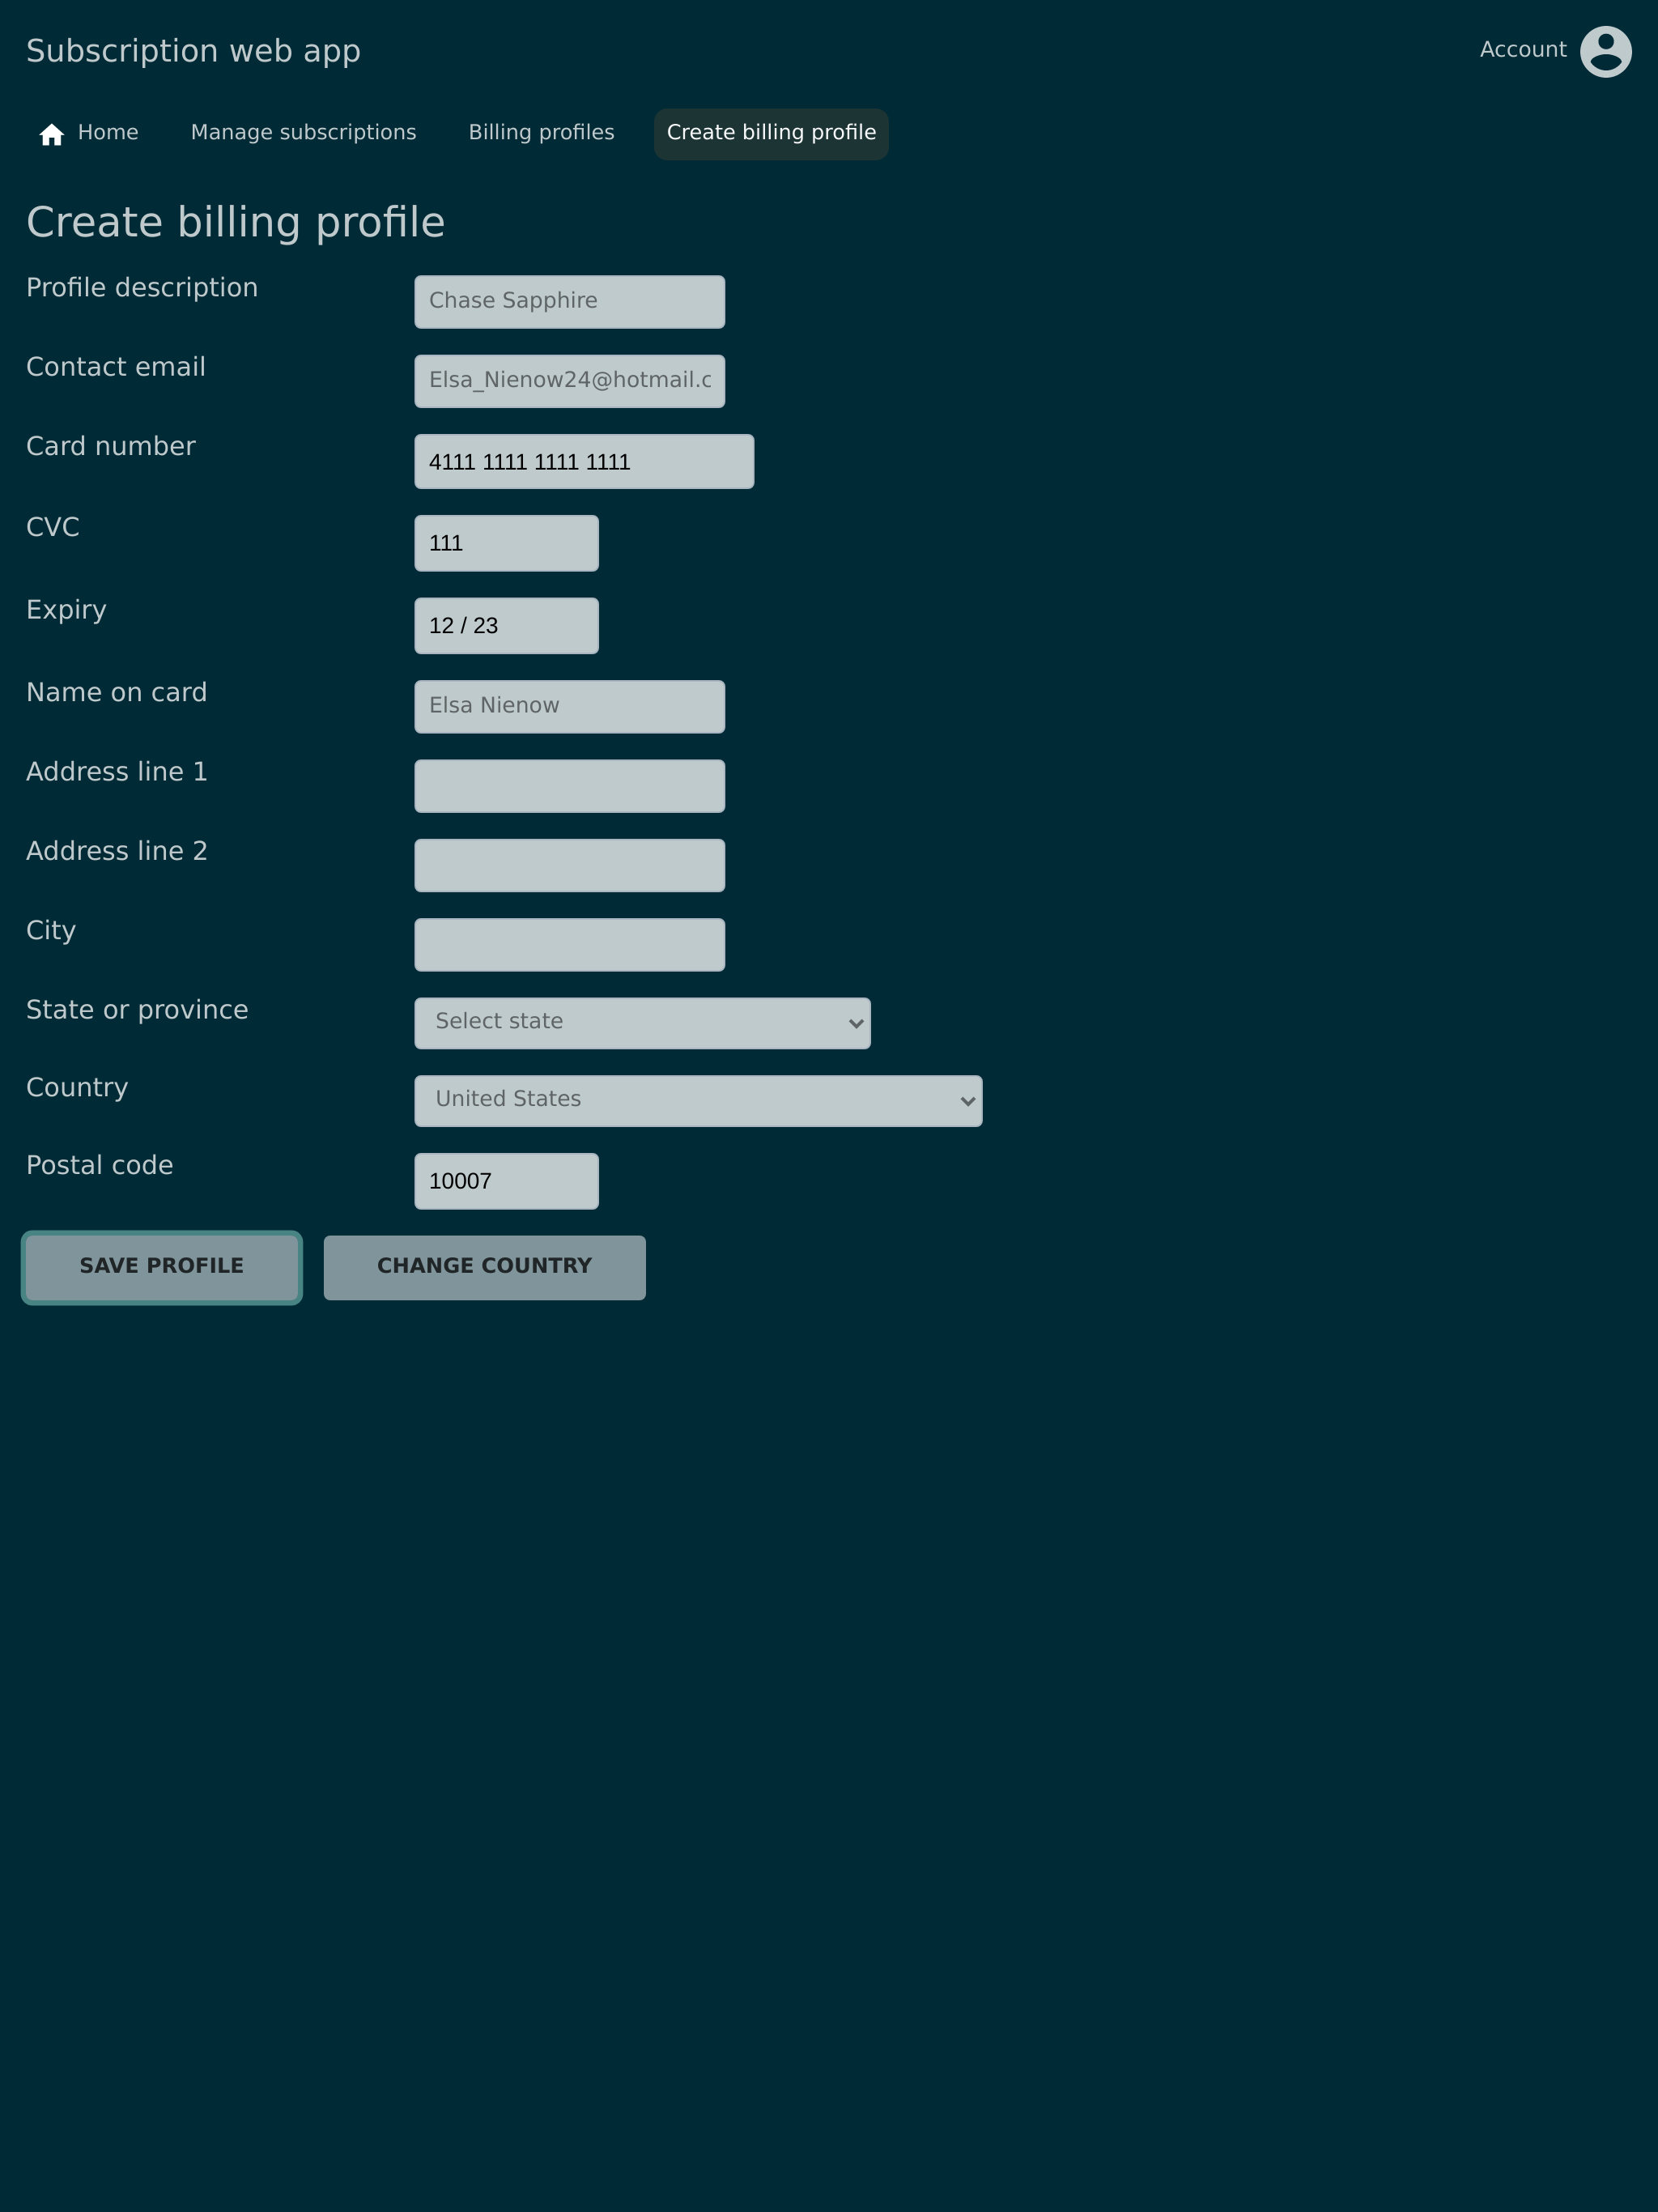 Subscription web app
Account
Home
Manage subscriptions
Billing profiles
Create billing profile
Create billing profile
Profile description
Chase Sapphire
Contact email
Elsa_Nienow24@hotmail.c
Card number
4111 1111 1111 1111
CVC
111
Expiry
12 / 23
Name on card
Elsa Nienow
Address line 1
Address line 2
City
State or province
Select state
Country
United States
Postal code
10007
SAVE PROFILE
CHANGE COUNTRY